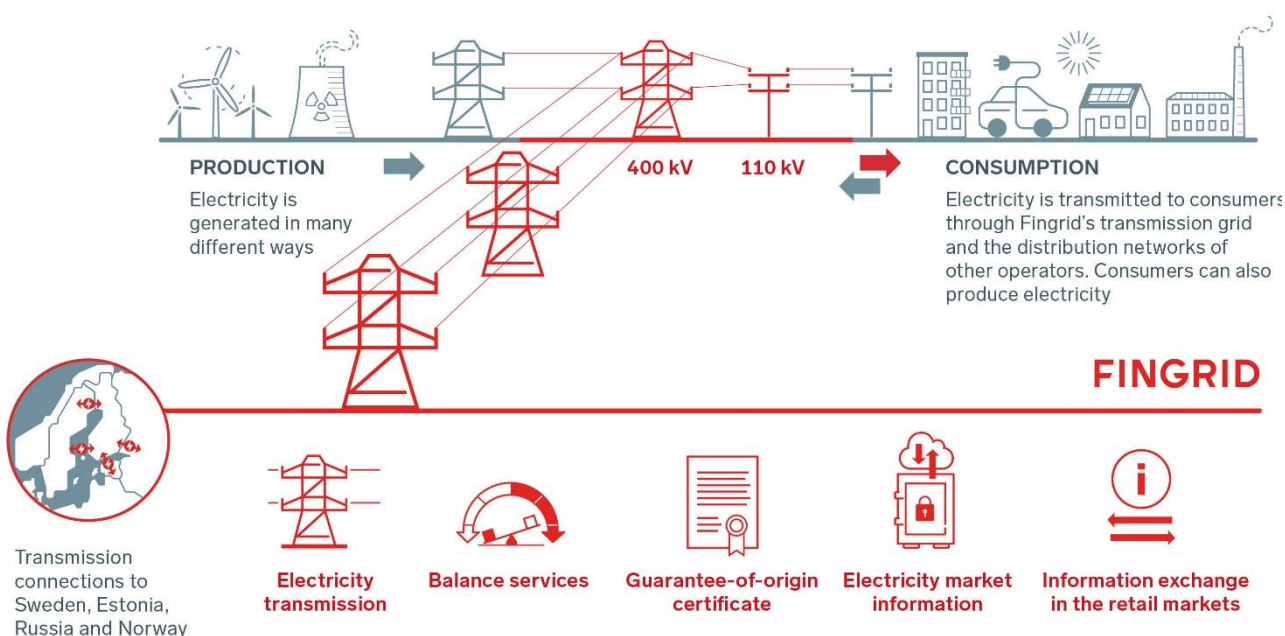 PRODUCTION
Electricity is
generated in many
different ways
400 kV
110 kV
CONSUMPTION
Electricity is transmitted to consumers
through Fingrid's transmission grid
and the distribution networks of
other operators. Consumers can also
produce electricity
FINGRID
Transmission
connections to
Sweden, Estonia,
Russia and Norway
Electricity
transmission
Balance services
Guarantee-of-origin
certificate
Electricity market
information
i
Information exchange
in the retail markets